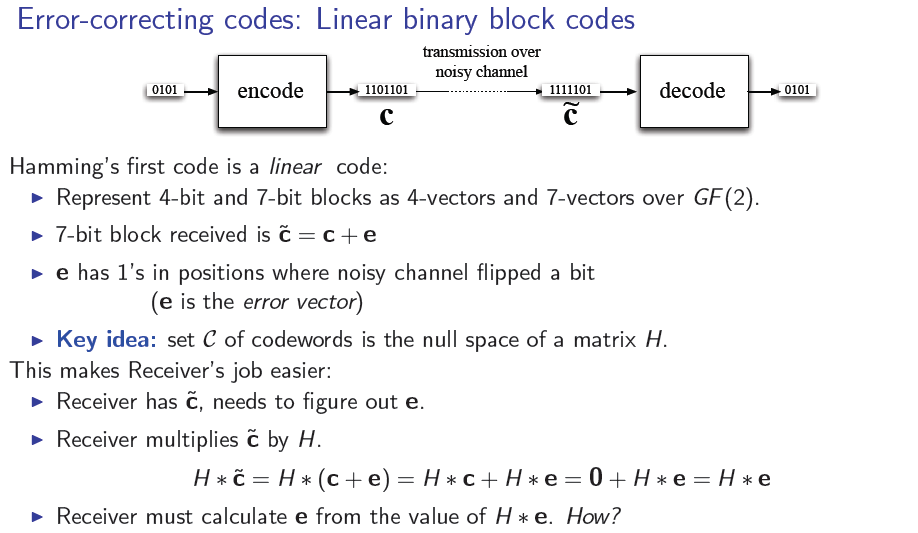 Error-correcting codes: Linear binary block codes
transmission over
noisy channel
0101
encode
1101101
1111101
decode
0101
c
c̃
Hamming's first code is a linear code:
▶ Represent 4-bit and 7-bit blocks as 4-vectors and 7-vectors over GF(2).
▶ 7-bit block received is c̃ = c + e
▶ e has 1's in positions where noisy channel flipped a bit
(e is the error vector)
▶ Key idea: set 𝒞 of codewords is the null space of a matrix H.
This makes Receiver's job easier:
▶ Receiver has c̃, needs to figure out e.
▶ Receiver multiplies c̃ by H.
H * c̃ = H * (c + e) = H * c + H * e = 0 + H * e = H * e
▶ Receiver must calculate e from the value of H * e. How?